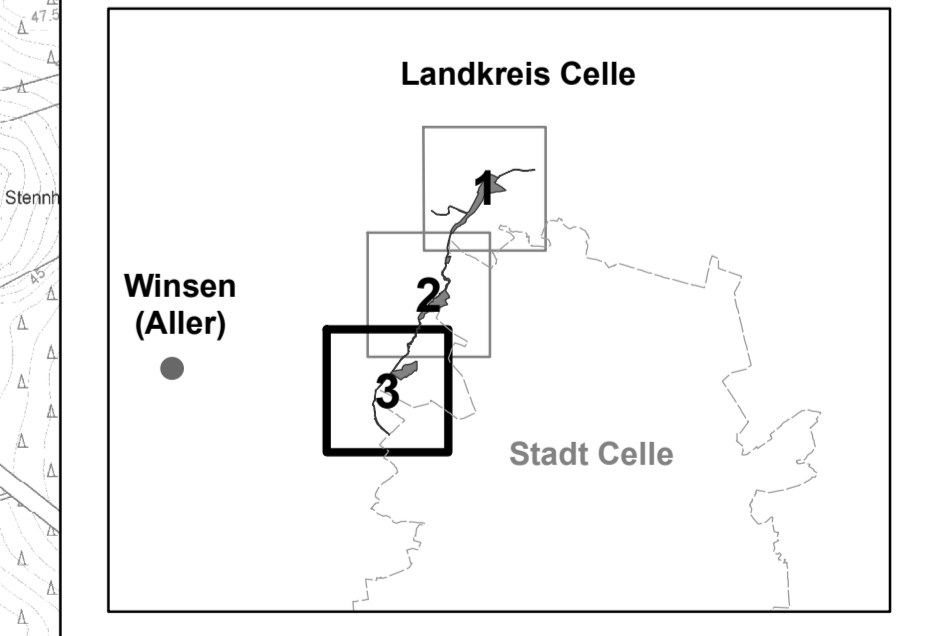 47.5
Landkreis Celle
1
Stennh
45
Winsen
(Aller)
2
3
Stadt Celle